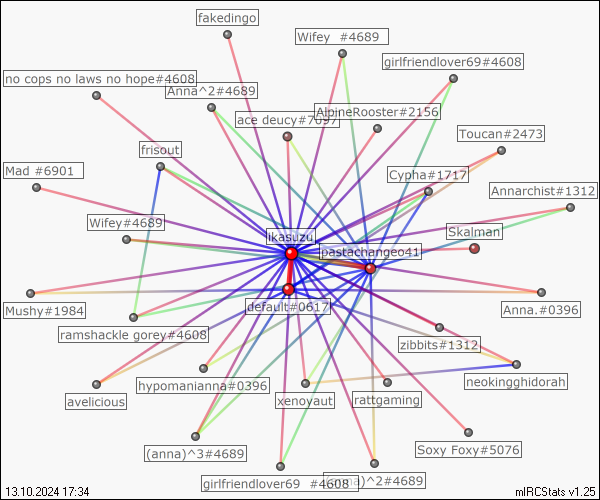 fakedingo
Wifey  #4689
girlfriendlover69#4608
no cops no laws no hope#4608
Anna^2#4689
AlpineRooster#2156
ace deucy#7697
Toucan#2473
frisout
Mad #6901
Cypha#1717
Annarchist#1312
Wifey#4689
Skalman
likasuzu
pastachangeo41
Mushy#1984
default#0617
Anna.#0396
ramshackle gorey#4608
zibbits#1312
hypomanianna#0396
neokingghidorah
avelicious
xenoyaut
rattgaming
(anna)^3#4689
Soxy Foxy#5076
girlfriendlover69  #4608
)^2#4689
13.10.2024 17:34
mIRCStats v1.25